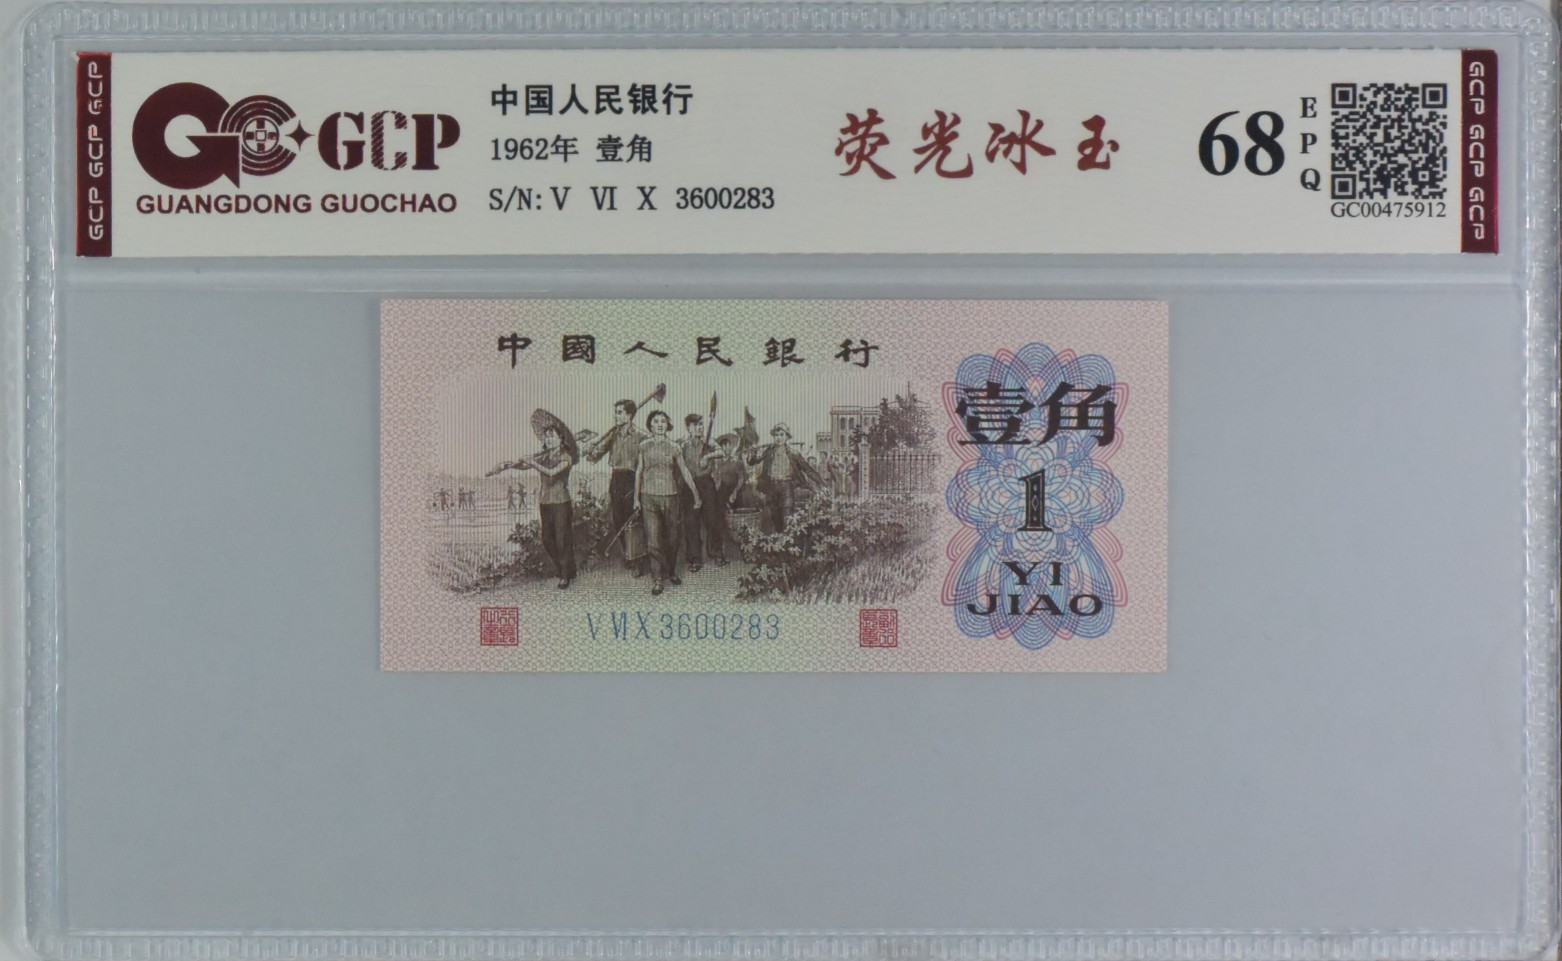 GCP GCP GCP
GCP
GUANGDONG GUOCHAO
中国人民银行
1962年 壹角
S/N: V VI X 3600283
荧光冰玉
68
EPQ
GC00475912
GCP GCP GCP
中國人民銀行
壹角
1
YI
JIAO
V VI X 3600283